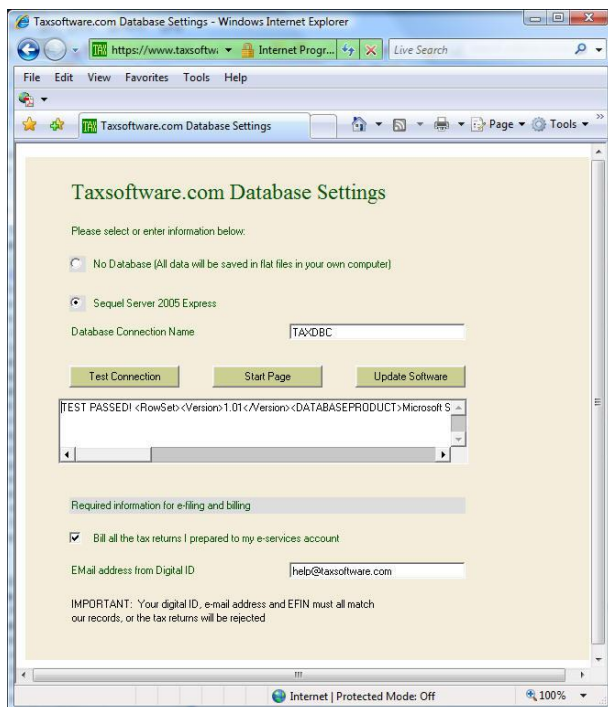 Taxsoftware.com Database Settings - Windows Internet Explorer
TAX https://www.taxsoftw Internet Progr... Live Search
File Edit View Favorites Tools Help
TAX Taxsoftware.com Database Settings Page Tools »
Taxsoftware.com Database Settings
Please select or enter information below:
No Database (All data will be saved in flat files in your own computer)
Sequel Server 2005 Express
Database Connection Name TAXDBC
Test Connection Start Page Update Software
TEST PASSED! <RowSet><Version>1.01</Version><DATABASEPRODUCT>Microsoft S
Required information for e-filing and billing
Bill all the tax returns I prepared to my e-services account
EMail address from Digital ID help@taxsoftware.com
IMPORTANT: Your digital ID, e-mail address and EFIN must all match
our records, or the tax returns will be rejected
Internet | Protected Mode: Off 100%